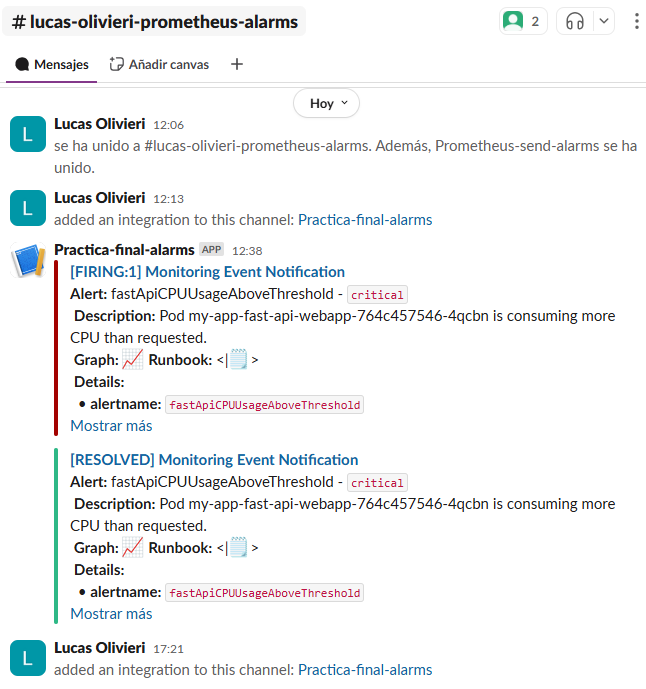 # lucas-olivieri-prometheus-alarms
2
Mensajes
Añadir canvas
+
Hoy
L
Lucas Olivieri 12:06
se ha unido a #lucas-olivieri-prometheus-alarms. Además, Prometheus-send-alarms se ha
unido.
L
Lucas Olivieri 12:13
added an integration to this channel: Practica-final-alarms
Practica-final-alarms APP 12:38
[FIRING:1] Monitoring Event Notification
Alert: fastApiCPUUsageAboveThreshold - critical
Description: Pod my-app-fast-api-webapp-764c457546-4qcbn is consuming more
CPU than requested.
Graph: 📈 Runbook: <|🗒️ >
Details:
• alertname: fastApiCPUUsageAboveThreshold
Mostrar más
[RESOLVED] Monitoring Event Notification
Alert: fastApiCPUUsageAboveThreshold - critical
Description: Pod my-app-fast-api-webapp-764c457546-4qcbn is consuming more
CPU than requested.
Graph: 📈 Runbook: <|🗒️ >
Details:
• alertname: fastApiCPUUsageAboveThreshold
Mostrar más
L
Lucas Olivieri 17:21
added an integration to this channel: Practica-final-alarms